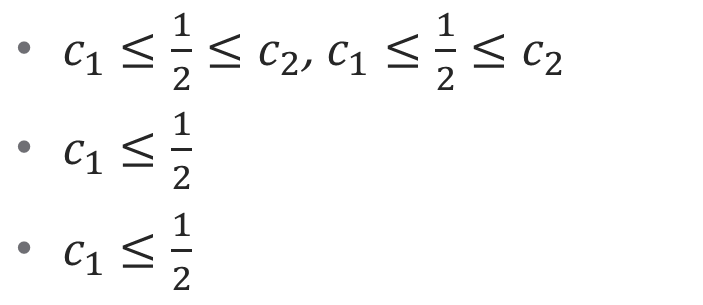 • c₁ ≤ 1/2 ≤ c₂, c₁ ≤ 1/2 ≤ c₂
• c₁ ≤ 1/2
• c₁ ≤ 1/2